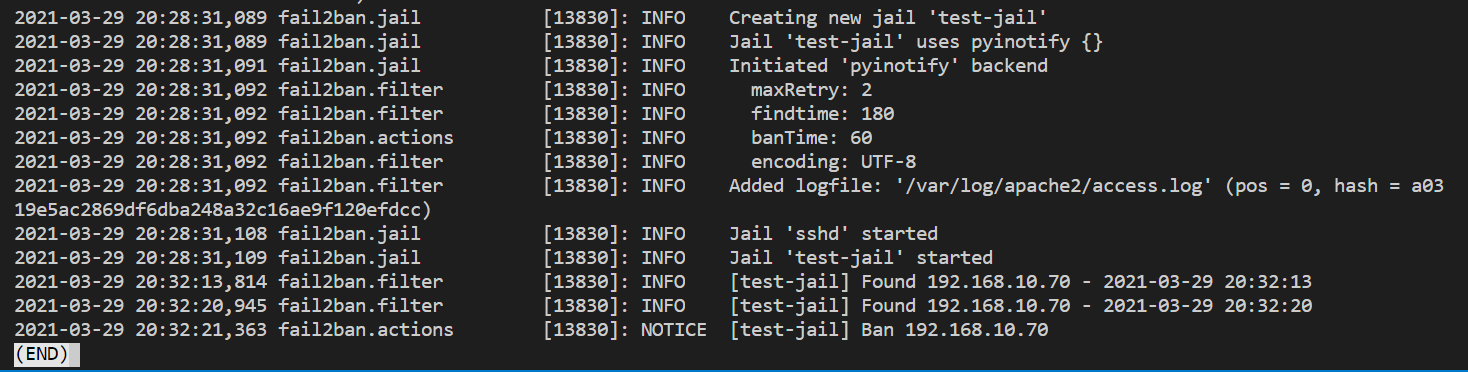 2021-03-29 20:28:31,089 fail2ban.jail           [13830]: INFO    Creating new jail 'test-jail'
2021-03-29 20:28:31,089 fail2ban.jail           [13830]: INFO    Jail 'test-jail' uses pyinotify {}
2021-03-29 20:28:31,091 fail2ban.jail           [13830]: INFO    Initiated 'pyinotify' backend
2021-03-29 20:28:31,092 fail2ban.filter         [13830]: INFO      maxRetry: 2
2021-03-29 20:28:31,092 fail2ban.filter         [13830]: INFO      findtime: 180
2021-03-29 20:28:31,092 fail2ban.actions        [13830]: INFO      banTime: 60
2021-03-29 20:28:31,092 fail2ban.filter         [13830]: INFO      encoding: UTF-8
2021-03-29 20:28:31,092 fail2ban.filter         [13830]: INFO    Added logfile: '/var/log/apache2/access.log' (pos = 0, hash = a03
19e5ac2869df6dba248a32c16ae9f120efdcc)
2021-03-29 20:28:31,108 fail2ban.jail           [13830]: INFO    Jail 'sshd' started
2021-03-29 20:28:31,109 fail2ban.jail           [13830]: INFO    Jail 'test-jail' started
2021-03-29 20:32:13,814 fail2ban.filter         [13830]: INFO    [test-jail] Found 192.168.10.70 - 2021-03-29 20:32:13
2021-03-29 20:32:20,945 fail2ban.filter         [13830]: INFO    [test-jail] Found 192.168.10.70 - 2021-03-29 20:32:20
2021-03-29 20:32:21,363 fail2ban.actions        [13830]: NOTICE  [test-jail] Ban 192.168.10.70
(END)